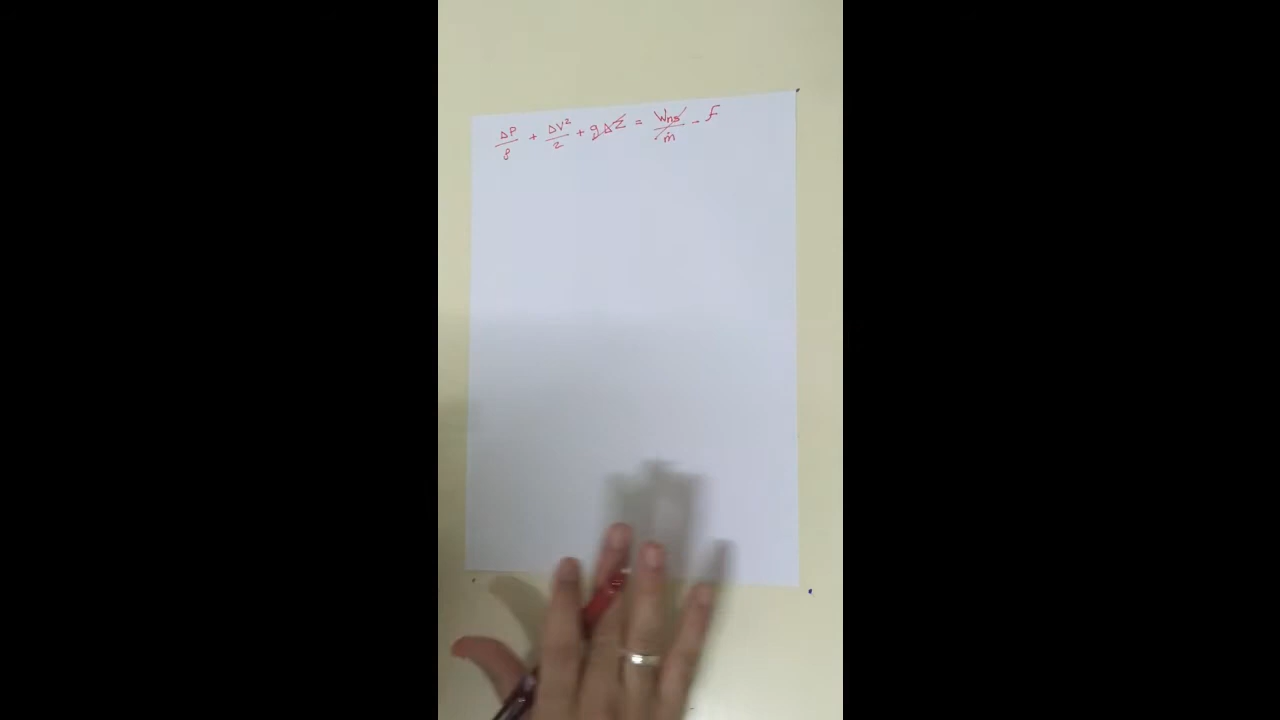 ΔP/ρ + ΔV²/2 + gΔZ = Wns/ṁ - F